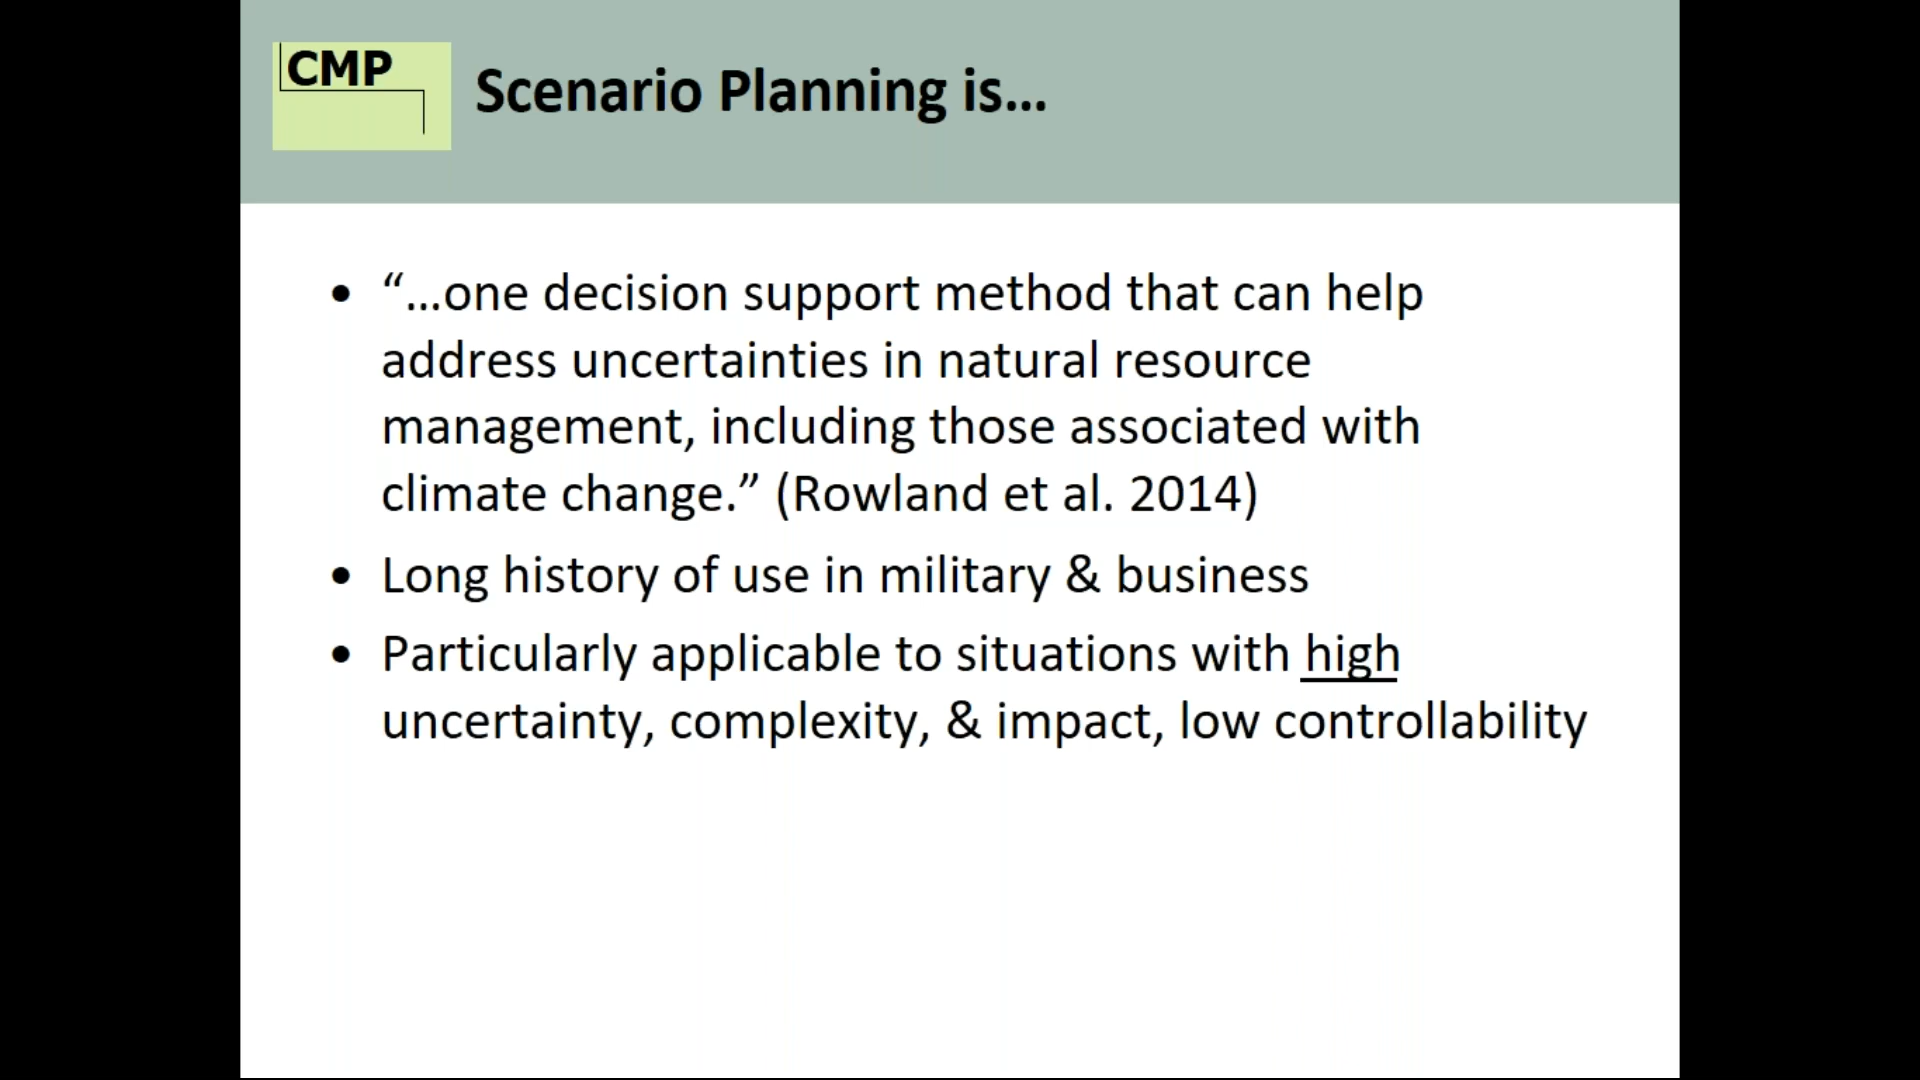 CMP
Scenario Planning is...
• “...one decision support method that can help
address uncertainties in natural resource
management, including those associated with
climate change.” (Rowland et al. 2014)
• Long history of use in military & business
• Particularly applicable to situations with high
uncertainty, complexity, & impact, low controllability